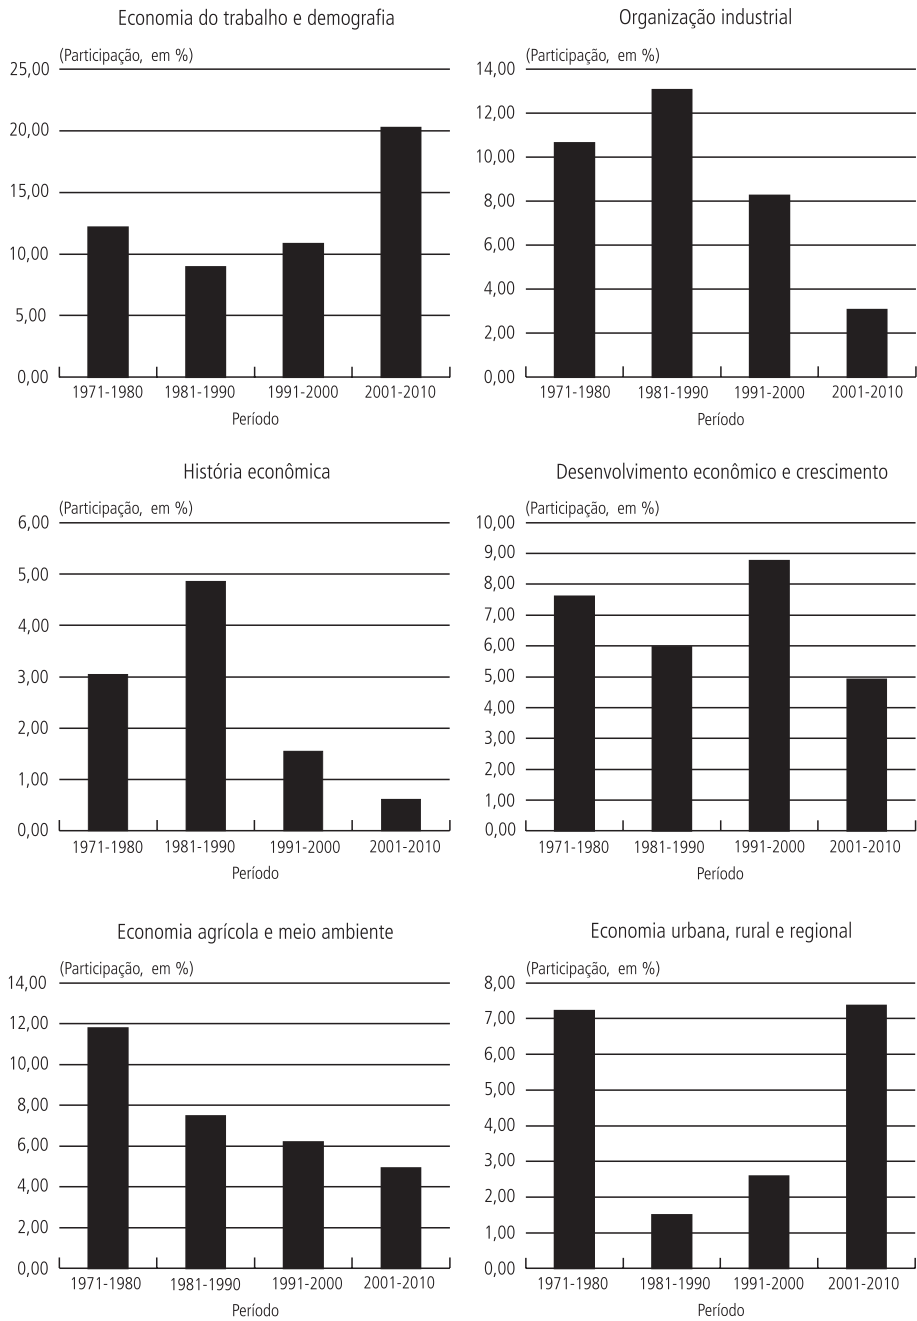 Economia do trabalho e demografia
(Participação, em %)
25,00
20,00
15,00
10,00
5,00
0,00
1971-1980 1981-1990 1991-2000 2001-2010
Período
Organização industrial
(Participação, em %)
14,00
12,00
10,00
8,00
6,00
4,00
2,00
0,00
1971-1980 1981-1990 1991-2000 2001-2010
Período
História econômica
(Participação, em %)
6,00
5,00
4,00
3,00
2,00
1,00
0,00
1971-1980 1981-1990 1991-2000 2001-2010
Período
Desenvolvimento econômico e crescimento
(Participação, em %)
10,00
9,00
8,00
7,00
6,00
5,00
4,00
3,00
2,00
1,00
0,00
1971-1980 1981-1990 1991-2000 2001-2010
Período
Economia agrícola e meio ambiente
(Participação, em %)
14,00
12,00
10,00
8,00
6,00
4,00
2,00
0,00
1971-1980 1981-1990 1991-2000 2001-2010
Período
Economia urbana, rural e regional
(Participação, em %)
8,00
7,00
6,00
5,00
4,00
3,00
2,00
1,00
0,00
1971-1980 1981-1990 1991-2000 2001-2010
Período